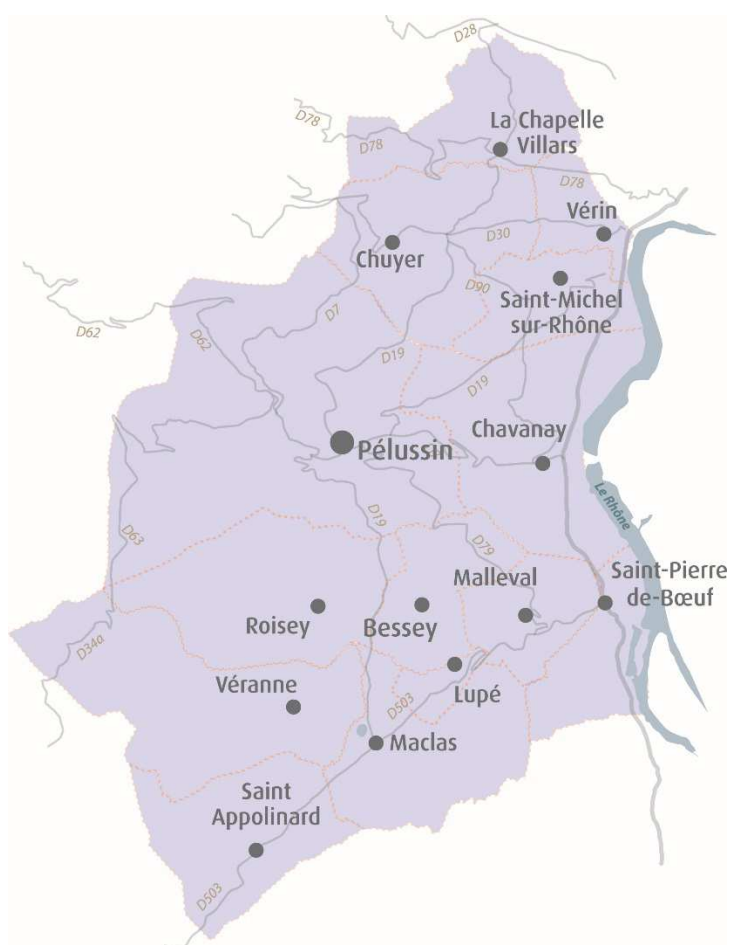 D28
La Chapelle
Villars
D78
D78
D78
Vérin
D30
Chuyer
D90
Saint-Michel
sur-Rhône
D7
D62
D62
D19
D19
Chavanay
Pélussin
Le Rhône
D19
D63
D79
Malleval
Saint-Pierre
de-Bœuf
Roisey
Bessey
D34a
Véranne
Lupé
D503
Maclas
Saint
Appolinard
D503